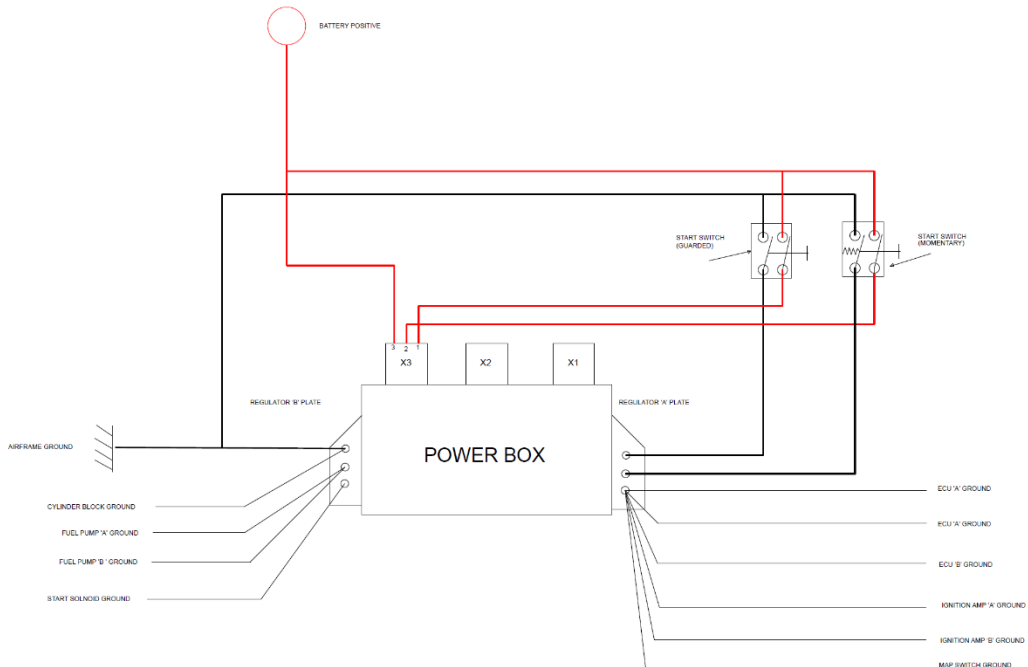 BATTERY POSITIVE
START SWITCH
(GUARDED)
START SWITCH
(MOMENTARY)
3 2 1
X3 X2 X1
REGULATOR 'B' PLATE
REGULATOR 'A' PLATE
POWER BOX
AIRFRAME GROUND
CYLINDER BLOCK GROUND
FUEL PUMP 'A' GROUND
FUEL PUMP 'B ' GROUND
START SOLNOID GROUND
ECU 'A' GROUND
ECU 'A' GROUND
ECU 'B' GROUND
IGNITION AMP 'A' GROUND
IGNITION AMP 'B' GROUND
MAP SWITCH GROUND